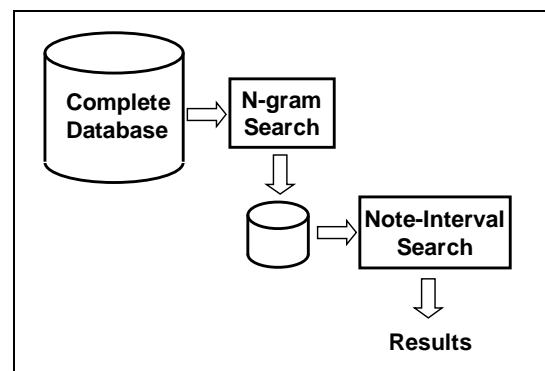 Complete
Database
N-gram
Search
Note-Interval
Search
Results